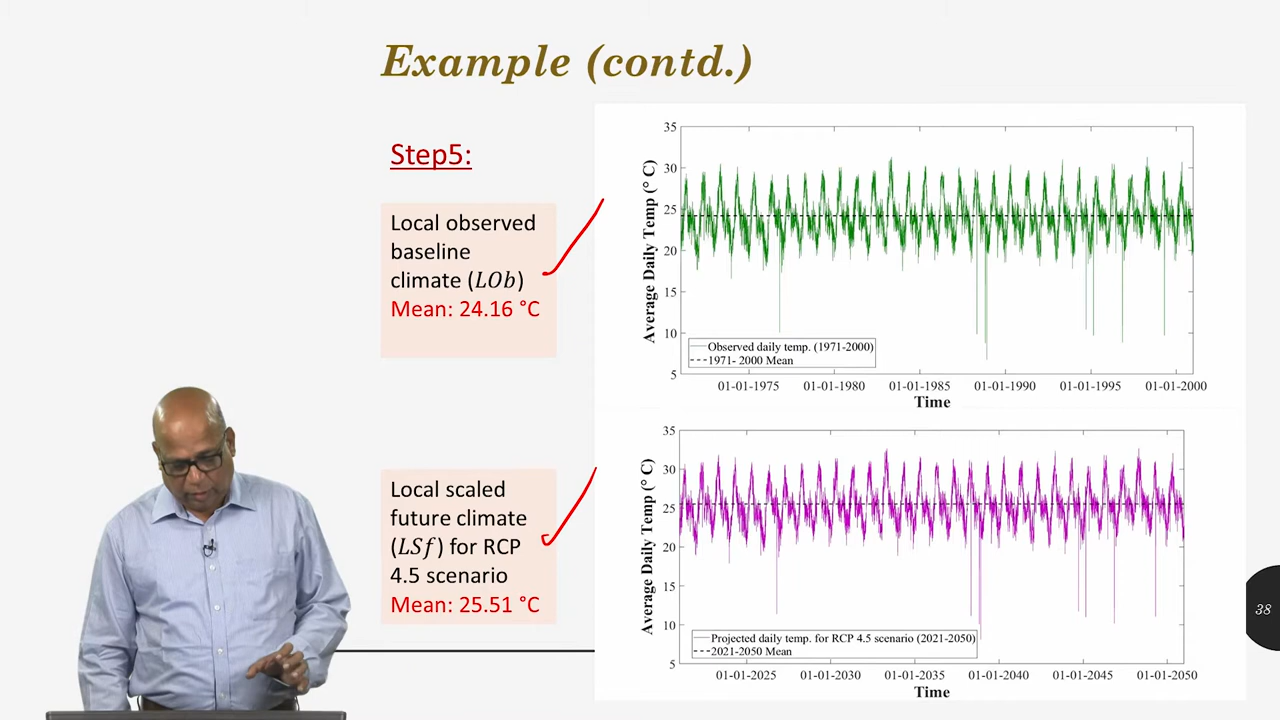 Example (contd.)
Step5:
Local observed
baseline
climate (LOb)
Mean: 24.16 °C
Local scaled
future climate
(LSf) for RCP
4.5 scenario
Mean: 25.51 °C
Average Daily Temp (° C)
35
30
25
20
15
10
5
Observed daily temp. (1971-2000)
1971- 2000 Mean
01-01-1975 01-01-1980 01-01-1985 01-01-1990 01-01-1995 01-01-2000
Time
Average Daily Temp (° C)
35
30
25
20
15
10
5
Projected daily temp. for RCP 4.5 scenario (2021-2050)
2021-2050 Mean
01-01-2025 01-01-2030 01-01-2035 01-01-2040 01-01-2045 01-01-2050
Time
38